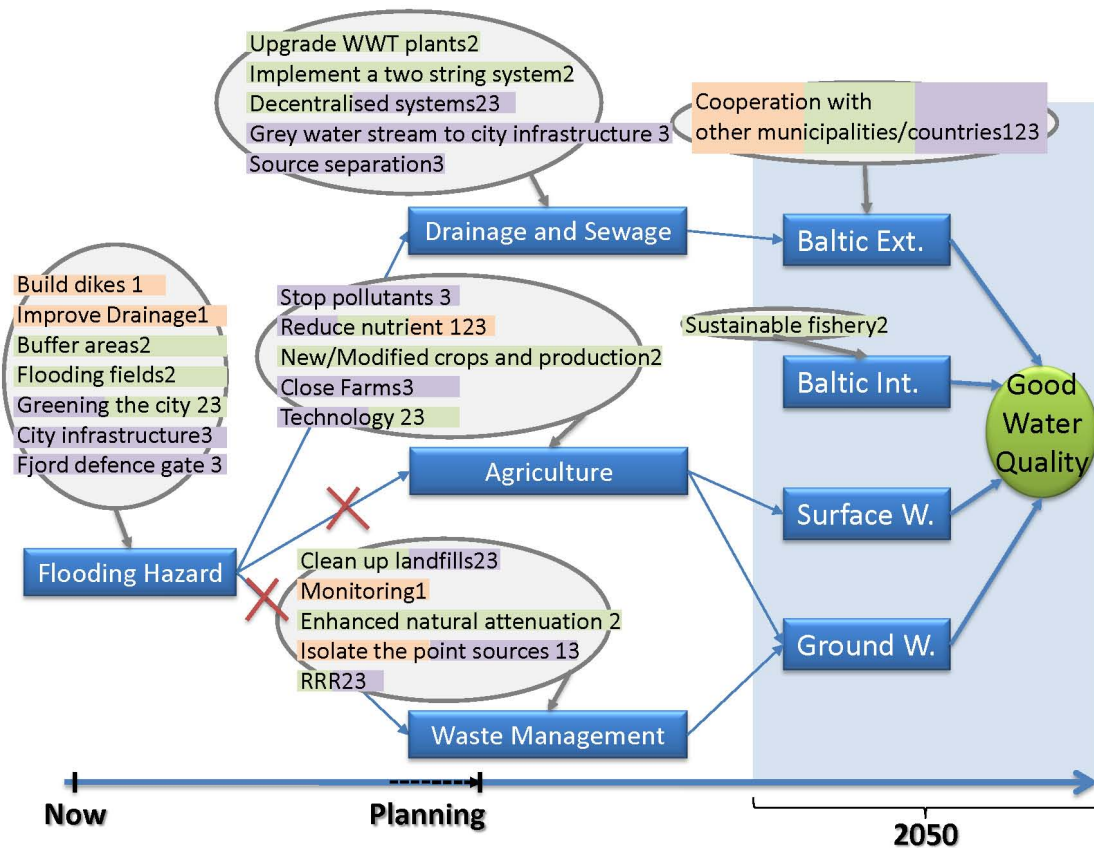 Upgrade WWT plants2
Implement a two string system2
Decentralised systems23
Grey water stream to city infrastructure 3
Source separation3
Cooperation with
other municipalities/countries123
Drainage and Sewage
Baltic Ext.
Build dikes 1
Improve Drainage1
Buffer areas2
Flooding fields2
Greening the city 23
City infrastructure3
Fjord defence gate 3
Stop pollutants 3
Reduce nutrient 123
New/Modified crops and production2
Close Farms3
Technology 23
Sustainable fishery2
Baltic Int.
Good
Water
Quality
Agriculture
Surface W.
Flooding Hazard
Clean up landfills23
Monitoring1
Enhanced natural attenuation 2
Isolate the point sources 13
RRR23
Ground W.
Waste Management
Now
Planning
2050